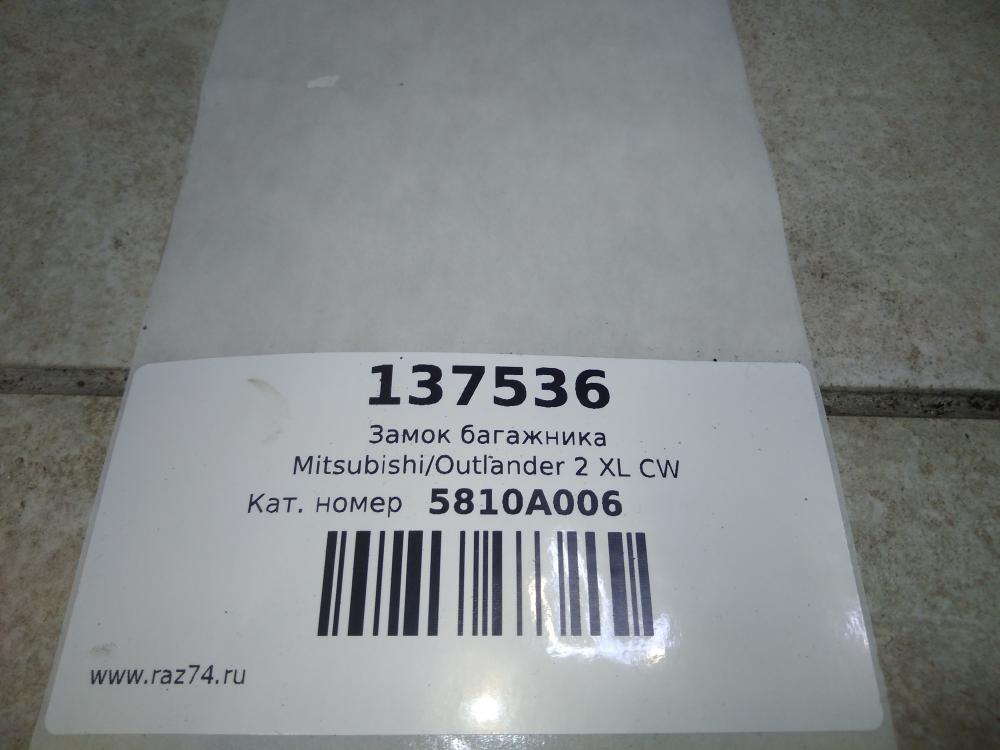 137536
Замок багажника
Mitsubishi/Outlander 2 XL CW
Кат. номер 5810A006
www.raz74.ru